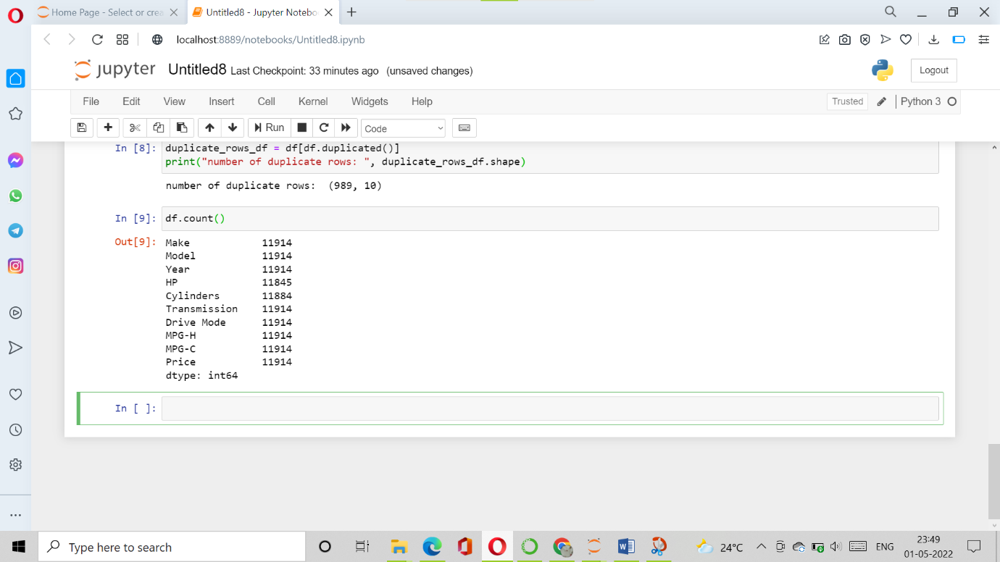 Home Page - Select or crea
Untitled8 - Jupyter Notebo
localhost:8889/notebooks/Untitled8.ipynb
jupyter Untitled8 Last Checkpoint: 33 minutes ago (unsaved changes)
Logout
File Edit View Insert Cell Kernel Widgets Help
Trusted
Python 3
Run
Code
In [8]: duplicate_rows_df = df[df.duplicated()]
print("number of duplicate rows: ", duplicate_rows_df.shape)
number of duplicate rows:  (989, 10)
In [9]: df.count()
Out[9]: Make 11914
Model 11914
Year 11914
HP 11845
Cylinders 11884
Transmission 11914
Drive Mode 11914
MPG-H 11914
MPG-C 11914
Price 11914
dtype: int64
In [ ]:
Type here to search
24°C
ENG
23:49
01-05-2022